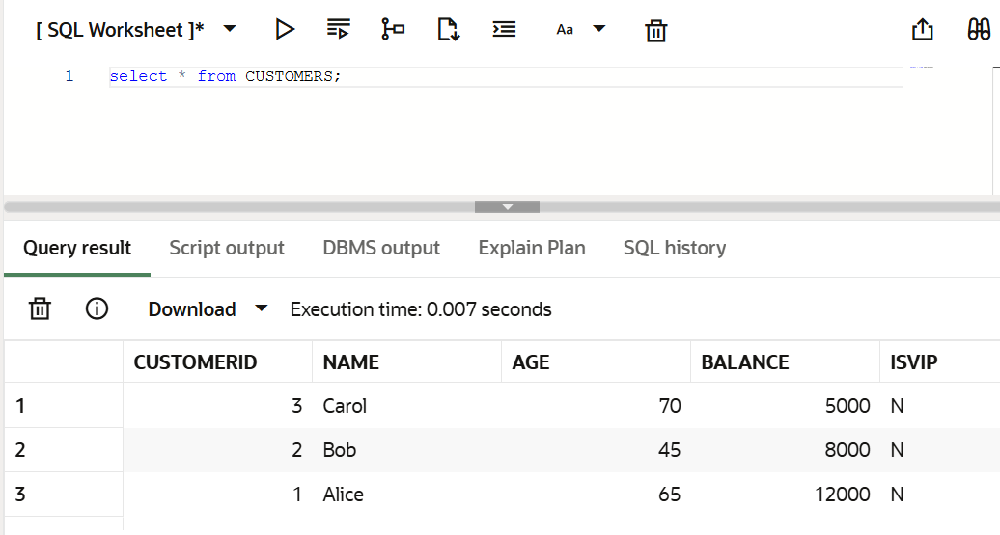 [ SQL Worksheet ]* Aa
1 select * from CUSTOMERS;
Query result Script output DBMS output Explain Plan SQL history
Download Execution time: 0.007 seconds
CUSTOMERID NAME AGE BALANCE ISVIP
1 3 Carol 70 5000 N
2 2 Bob 45 8000 N
3 1 Alice 65 12000 N